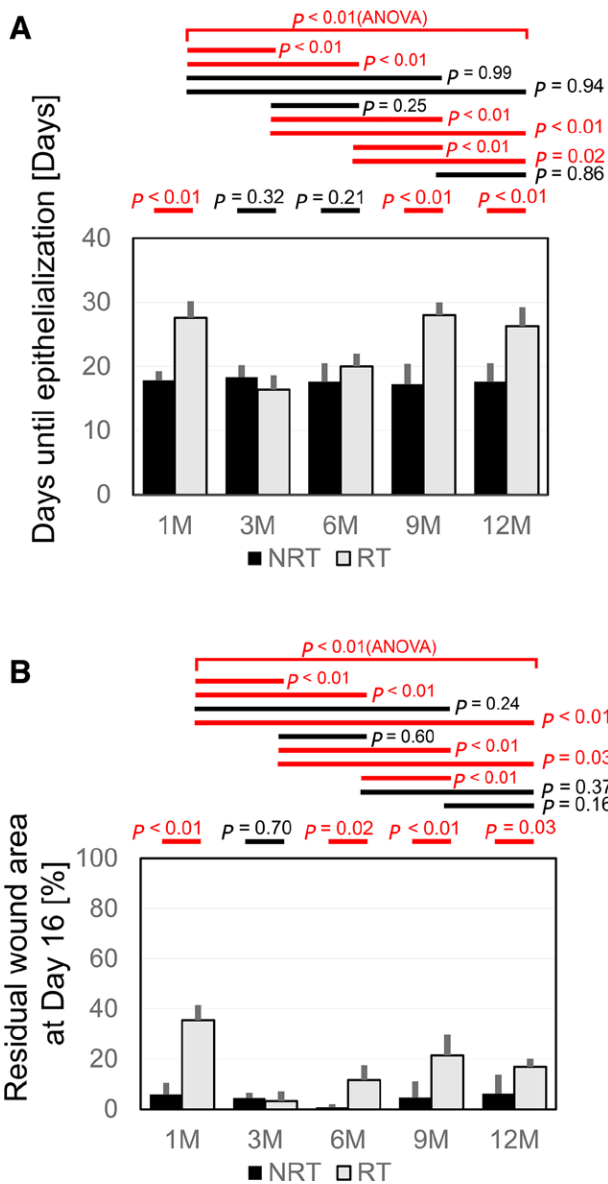 A
P < 0.01(ANOVA)
P < 0.01
P < 0.01
P = 0.99
P = 0.94
P = 0.25
P < 0.01
P < 0.01
P < 0.01
P = 0.02
P = 0.86
P < 0.01 P = 0.32 P = 0.21 P < 0.01 P < 0.01
Days until epithelialization [Days]
40
30
20
10
0
1M 3M 6M 9M 12M
NRT RT
B
P < 0.01(ANOVA)
P < 0.01
P < 0.01
P = 0.24
P < 0.01
P = 0.60
P < 0.01
P = 0.03
P < 0.01
P = 0.37
P = 0.16
P < 0.01 P = 0.70 P = 0.02 P < 0.01 P = 0.03
Residual wound area
at Day 16 [%]
100
80
60
40
20
0
1M 3M 6M 9M 12M
NRT RT